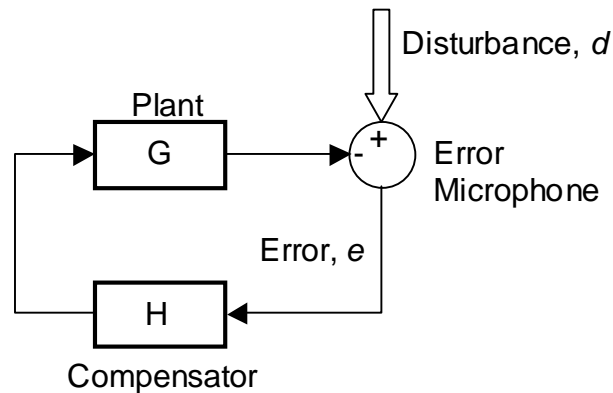 Disturbance, d
Plant
G
+
-
Error
Microphone
Error, e
H
Compensator